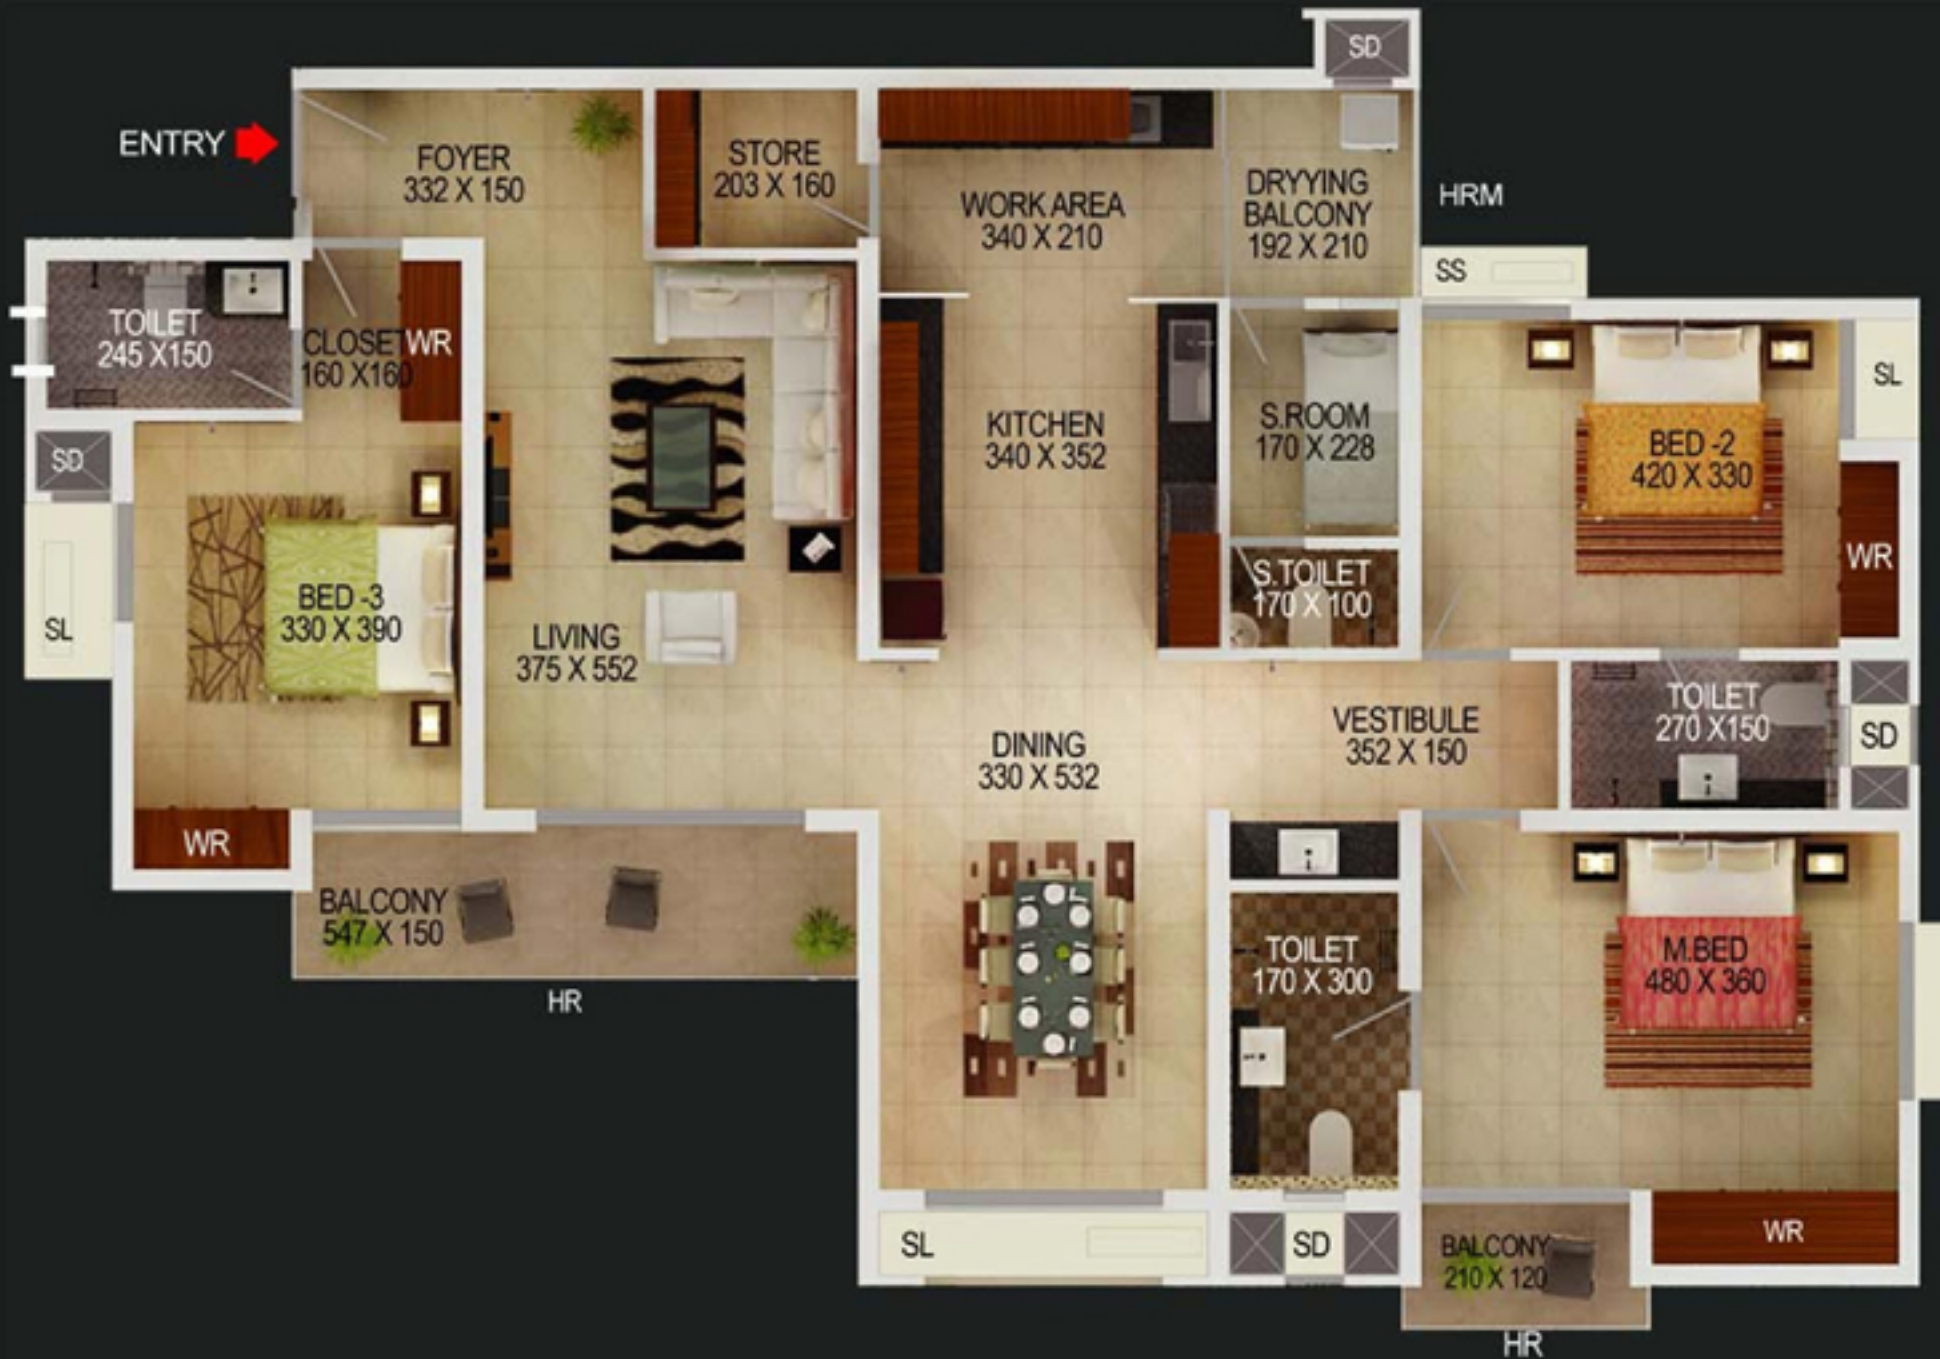 SD
ENTRY
FOYER
332 X 150
STORE
203 X 160
WORK AREA
340 X 210
DRYYING
BALCONY
192 X 210
HRM
SS
TOILET
245 X150
CLOSET
160 X160
WR
SD
SL
BED -3
330 X 390
WR
LIVING
375 X 552
KITCHEN
340 X 352
S.ROOM
170 X 228
S.TOILET
170 X 100
BED -2
420 X 330
SL
WR
DINING
330 X 532
VESTIBULE
352 X 150
TOILET
270 X150
SD
BALCONY
547 X 150
HR
TOILET
170 X 300
M.BED
480 X 360
SL
SD
BALCONY
210 X 120
WR
HR